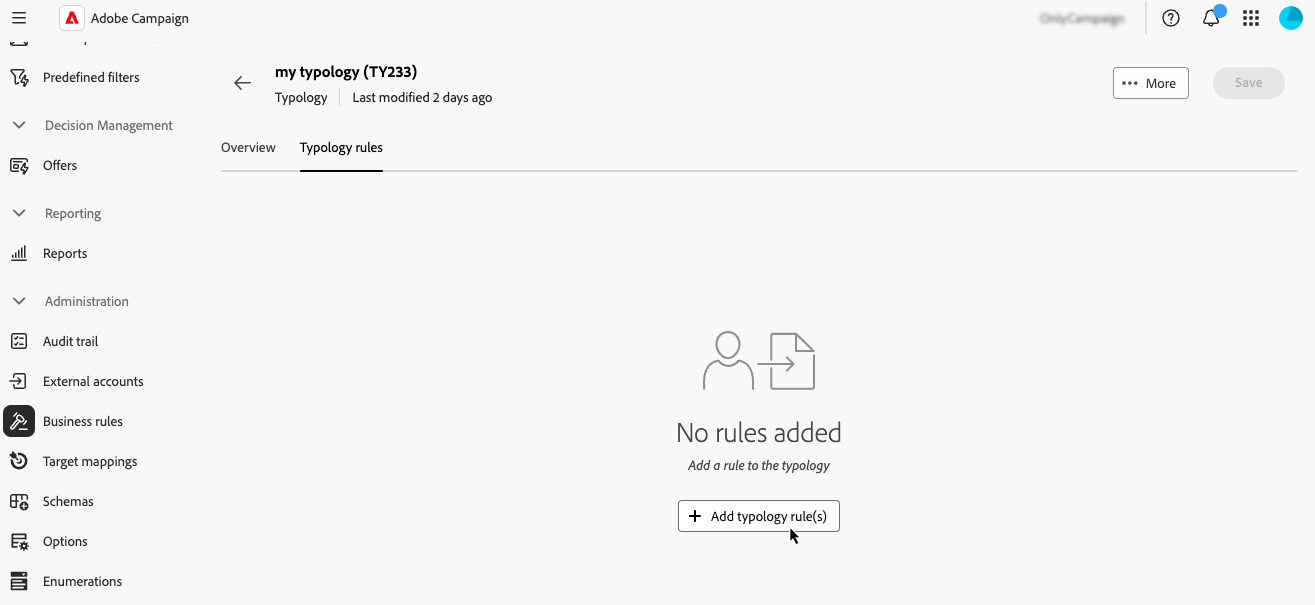 Adobe Campaign
Predefined filters
Decision Management
Offers
Reporting
Reports
Administration
Audit trail
External accounts
Business rules
Target mappings
Schemas
Options
Enumerations
my typology (TY233)
Typology
Last modified 2 days ago
More
Save
Overview
Typology rules
No rules added
Add a rule to the typology
Add typology rule(s)